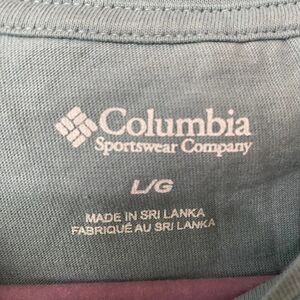 Columbia
Sportswear Company
L/G
MADE IN SRI LANKA
FABRIQUÉ AU SRI LANKA